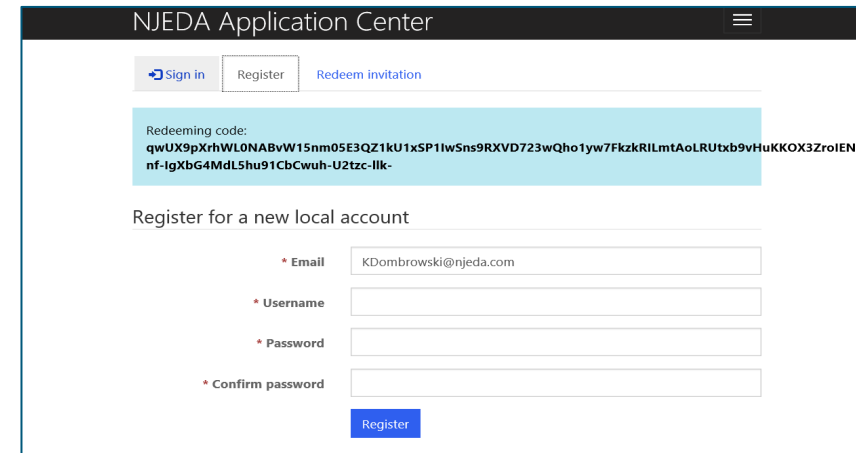 NJEDA Application Center
Sign in Register Redeem invitation
Redeeming code:
qwUX9pXrhWL0NABvW15nm05E3QZ1kU1xSP1IwSns9RXVD723wQho1yw7FkzkRILmtAoLRUtxb9vHuKKOX3ZroIEN
nf-IgXbG4MdL5hu91CbCwuh-U2tzc-llk-
Register for a new local account
* Email KDombrowski@njeda.com
* Username
* Password
* Confirm password
Register